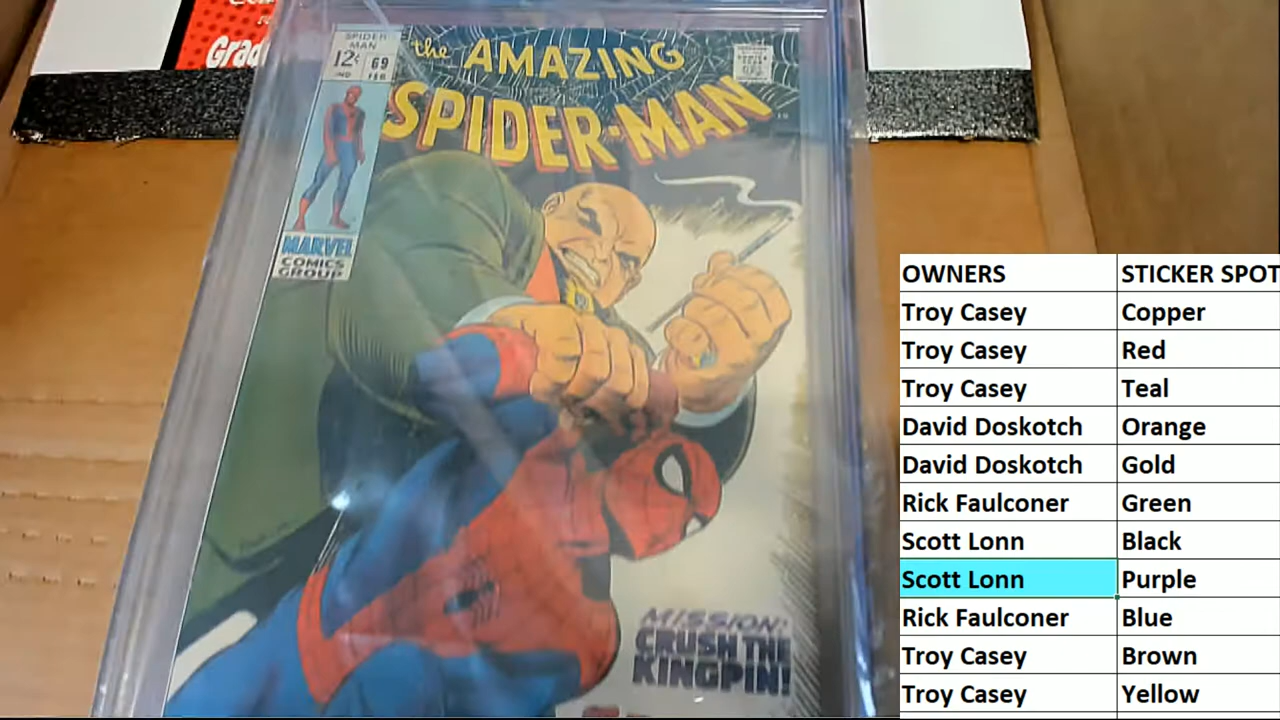 Grad
SPIDER
MAN
12¢ 69
IND FEB
the AMAZING
SPIDER-MAN
MARVEL
COMICS
GROUP
MISSION:
CRUSH THE
KINGPIN!
OWNERS STICKER SPOT
Troy Casey Copper
Troy Casey Red
Troy Casey Teal
David Doskotch Orange
David Doskotch Gold
Rick Faulconer Green
Scott Lonn Black
Scott Lonn Purple
Rick Faulconer Blue
Troy Casey Brown
Troy Casey Yellow